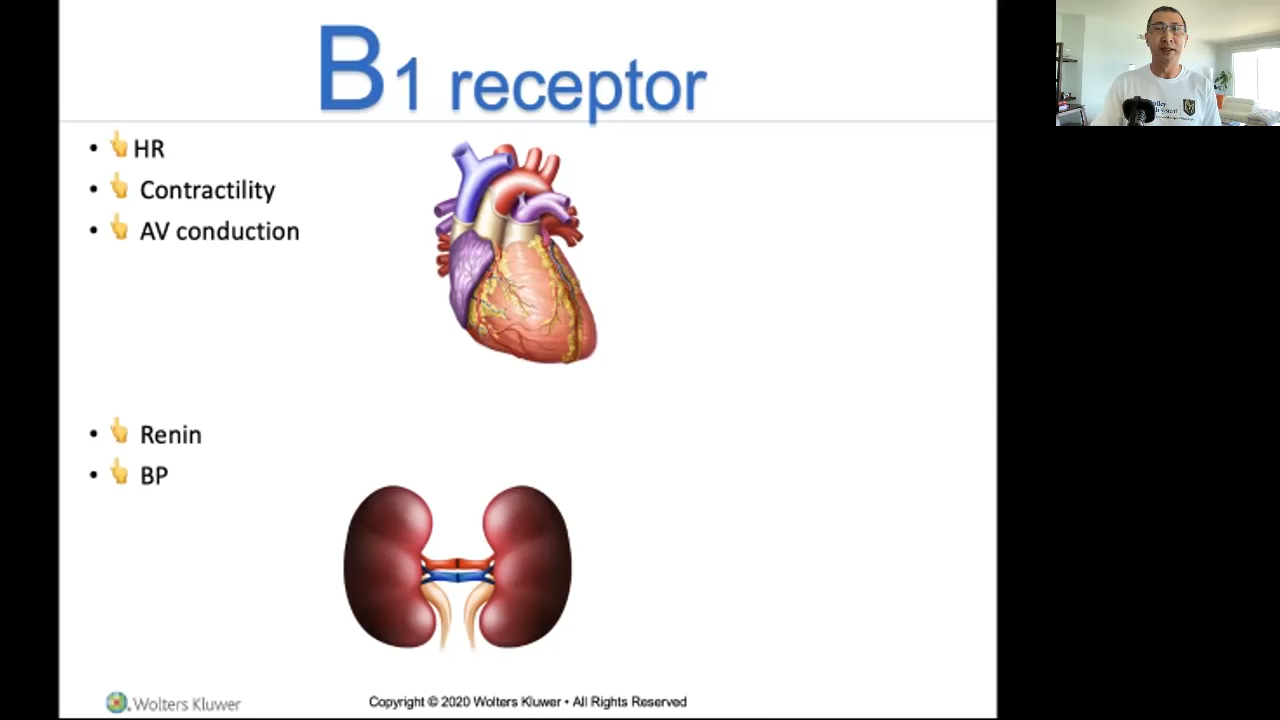 B1 receptor
• 👆HR
• 👆 Contractility
• 👆 AV conduction
• 👆 Renin
• 👆 BP
Wolters Kluwer
Copyright © 2020 Wolters Kluwer • All Rights Reserved